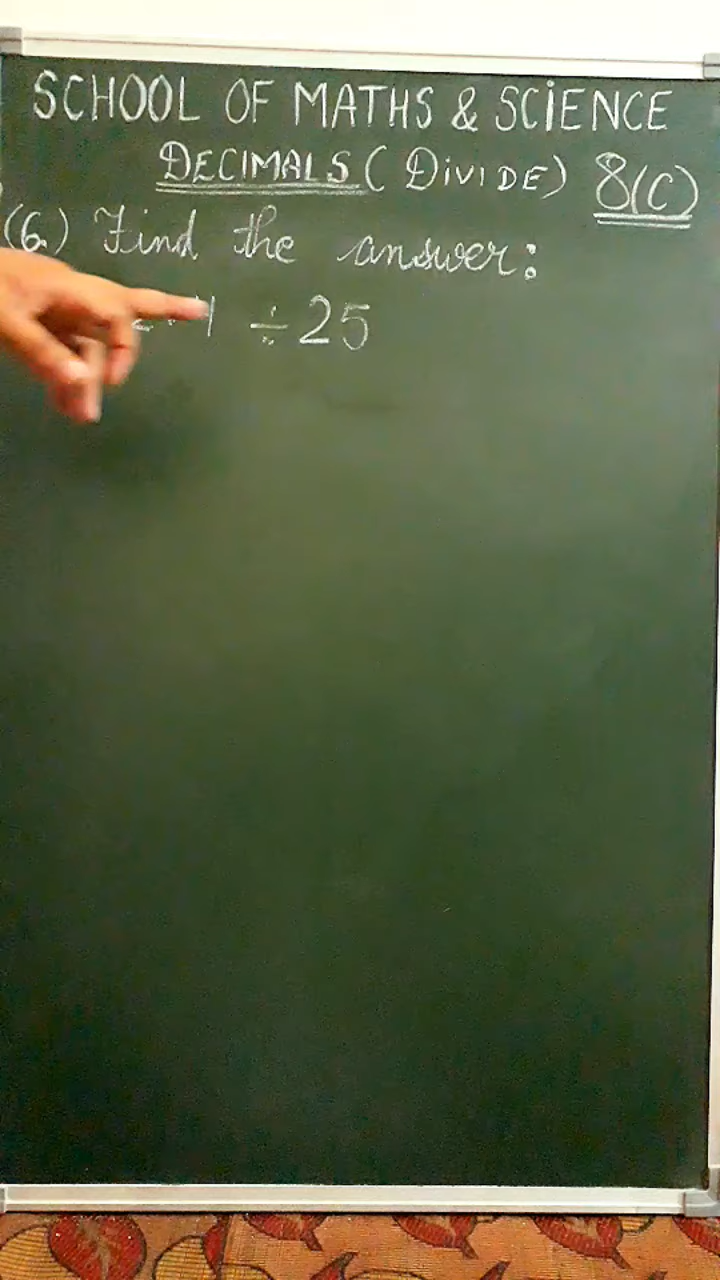 SCHOOL OF MATHS & SCIENCE
DECIMALS (DIVIDE) 8(C)
(6.) Find the answer:
÷ 25